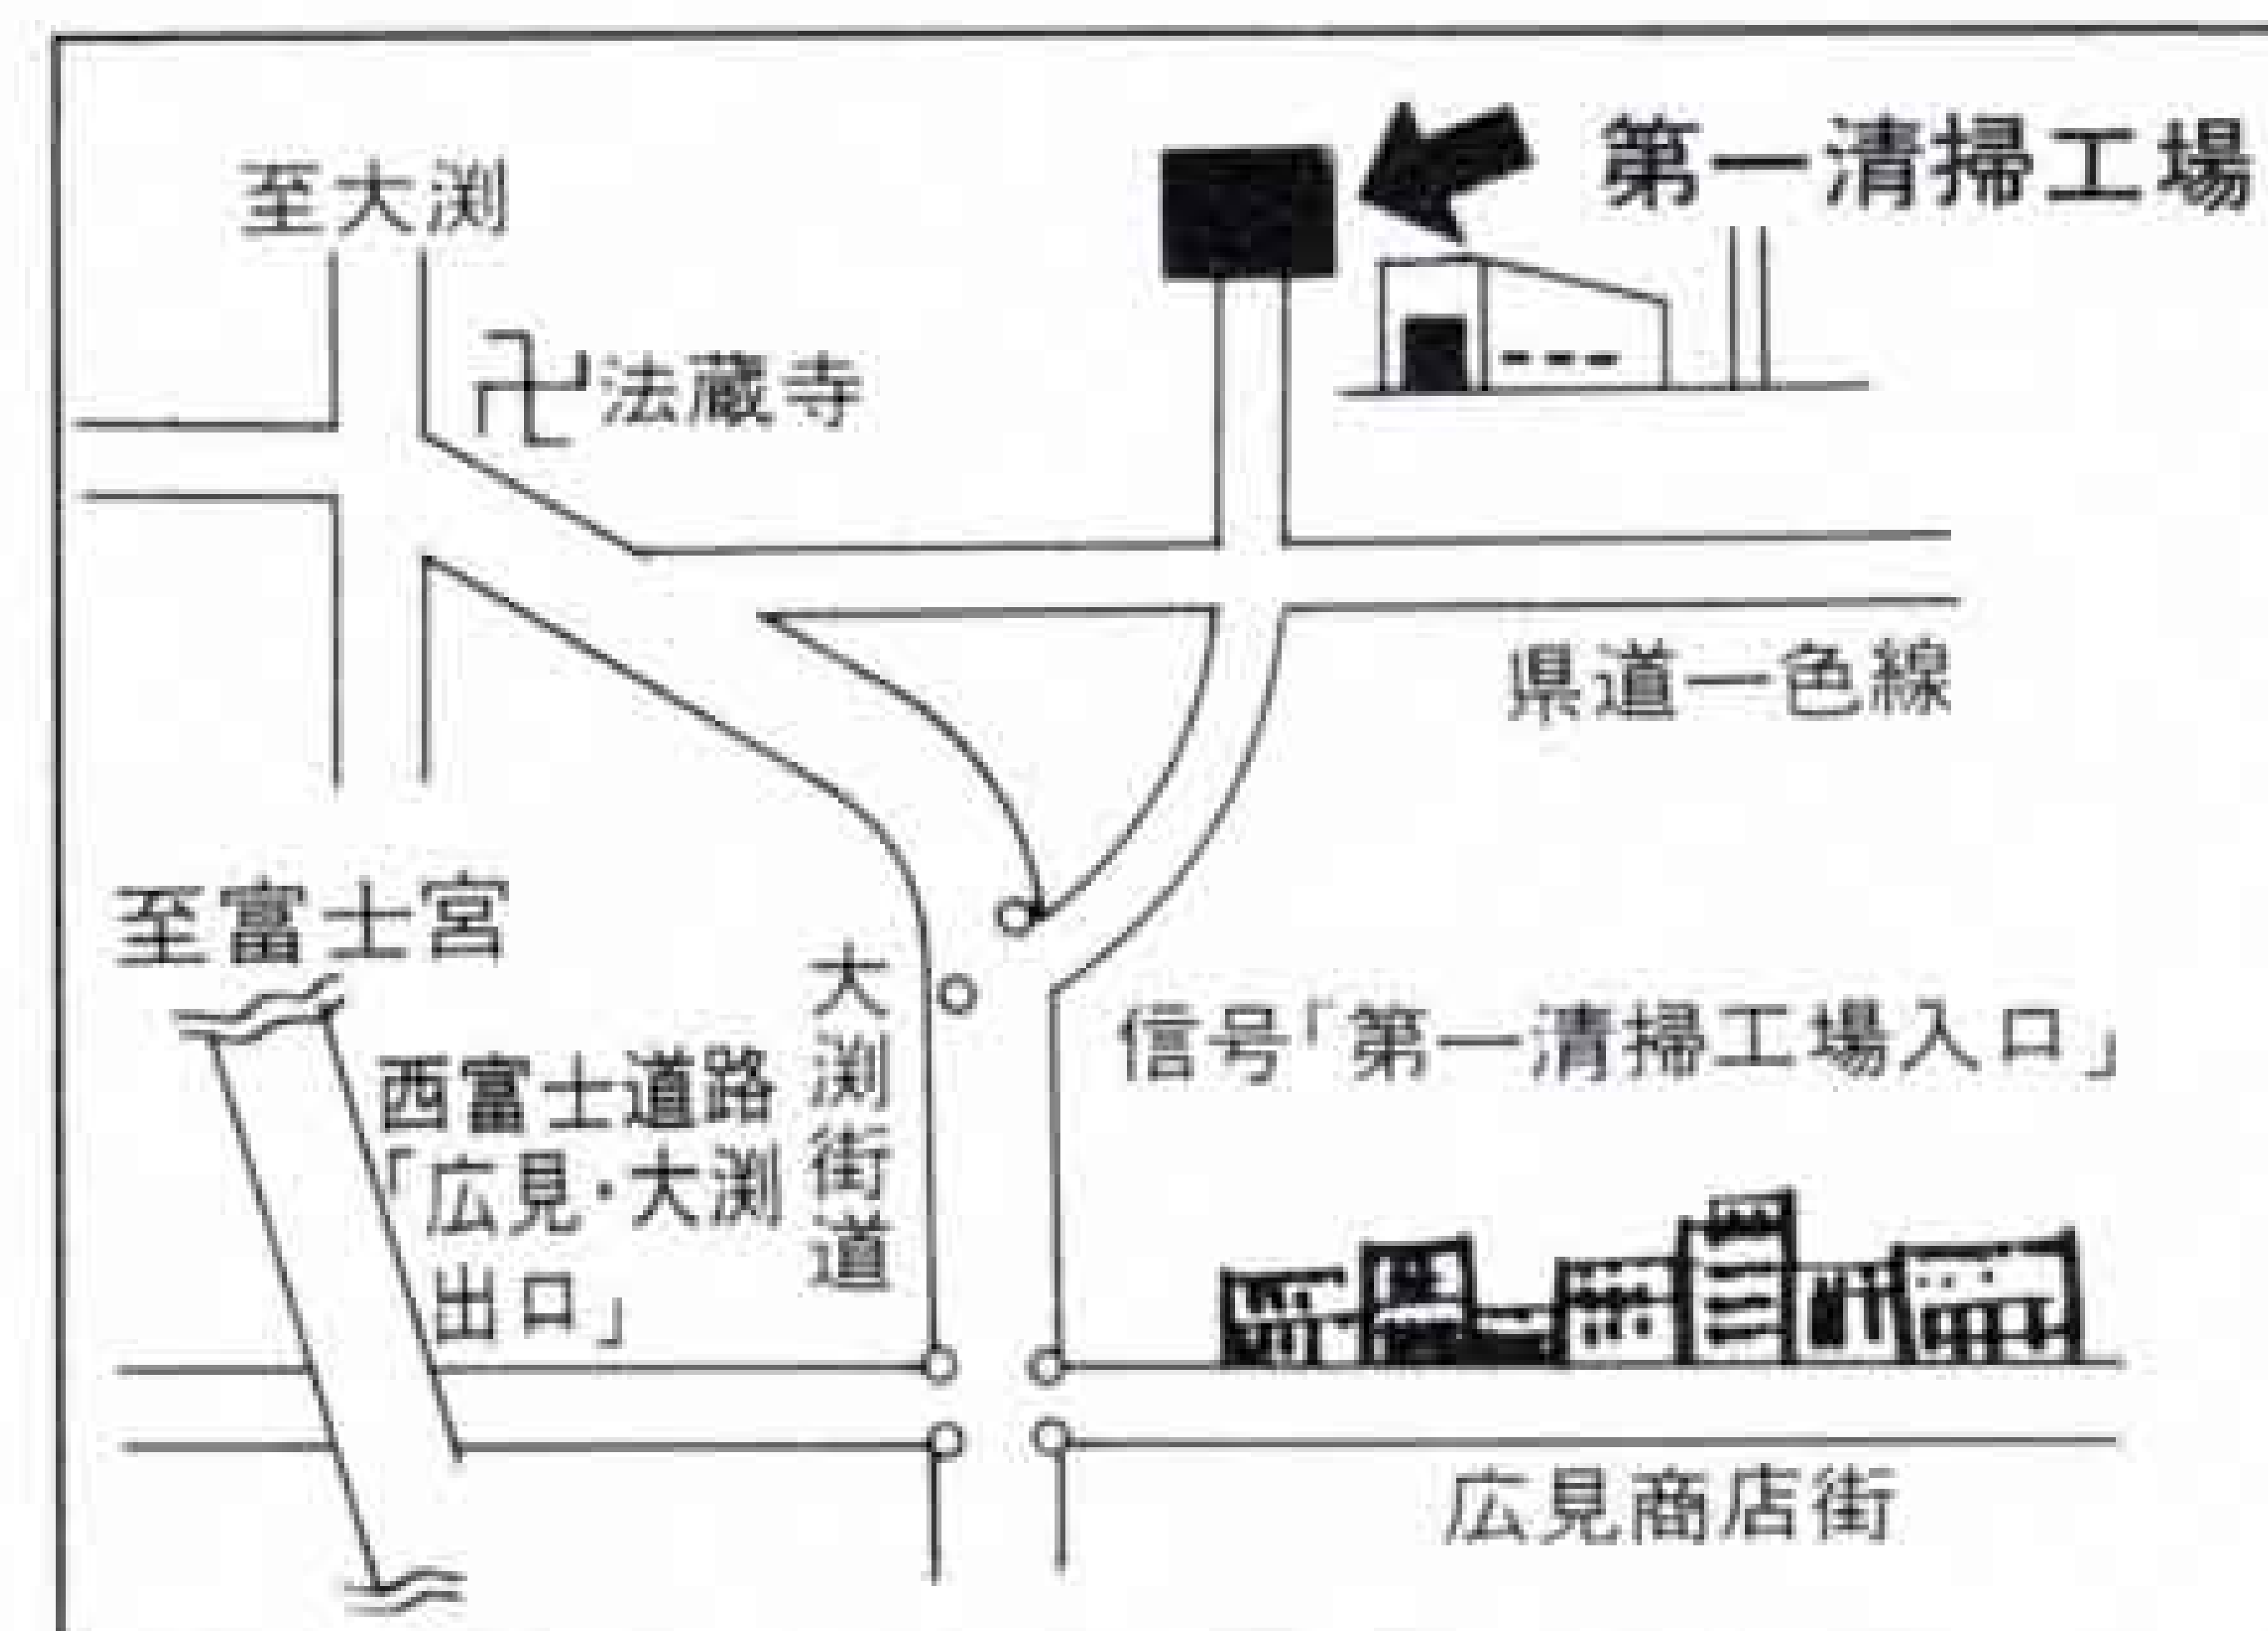 第一清掃工場
至大渕
卍法蔵寺
県道一色線
至富士宮
大渕街道
信号「第一清掃工場入口」
西富士道路
「広見・大渕
出口」
広見商店街